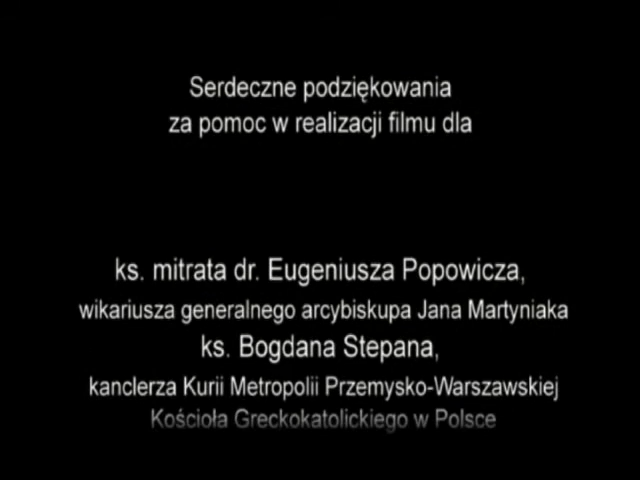 Serdeczne podziękowania
za pomoc w realizacji filmu dla
ks. mitrata dr. Eugeniusza Popowicza,
wikariusza generalnego arcybiskupa Jana Martyniaka
ks. Bogdana Stepana,
kanclerza Kurii Metropolii Przemysko-Warszawskiej
Kościoła Greckokatolickiego w Polsce